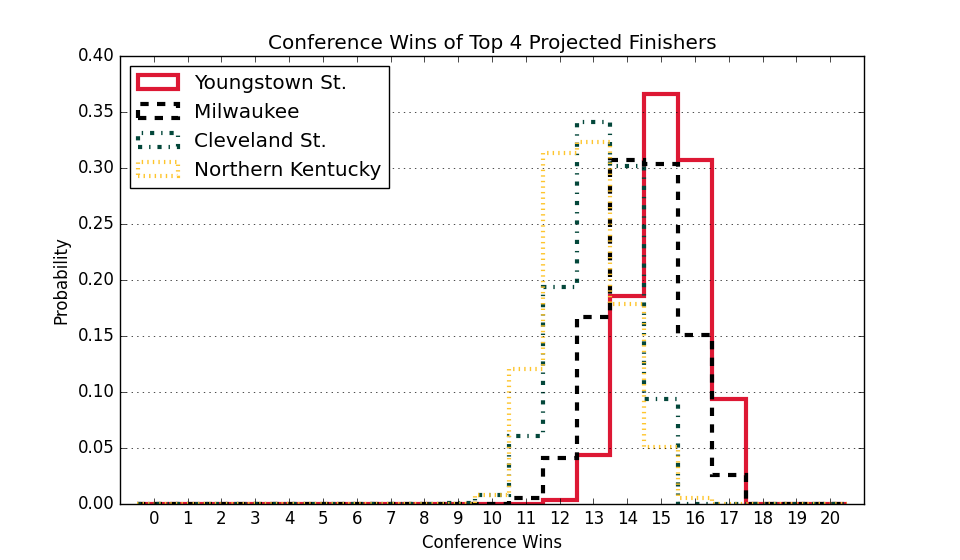 Conference Wins of Top 4 Projected Finishers
Youngstown St.
Milwaukee
Cleveland St.
Northern Kentucky
Probability
0.40
0.35
0.30
0.25
0.20
0.15
0.10
0.05
0.00
0 1 2 3 4 5 6 7 8 9 10 11 12 13 14 15 16 17 18 19 20
Conference Wins